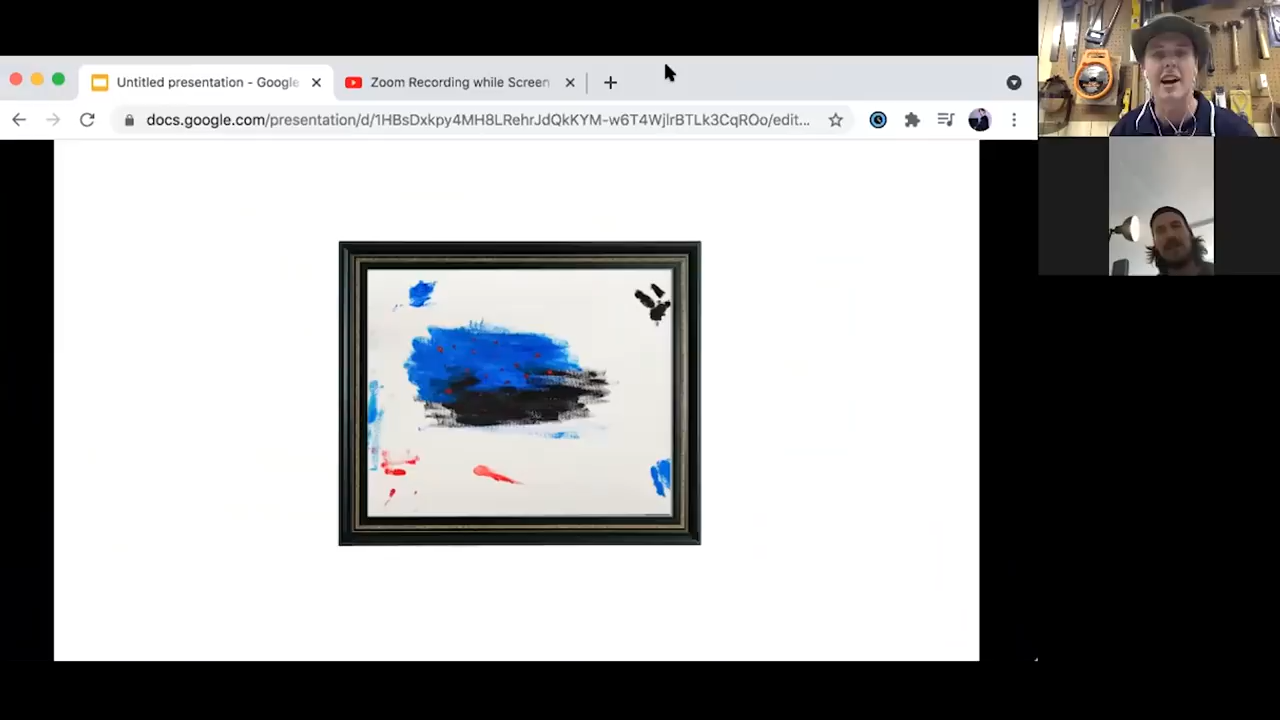 Untitled presentation - Google
Zoom Recording while Screen
docs.google.com/presentation/d/1HBsDxkpy4MH8LRehrJdQkKYM-w6T4WjlrBTLk3CqROo/edit...